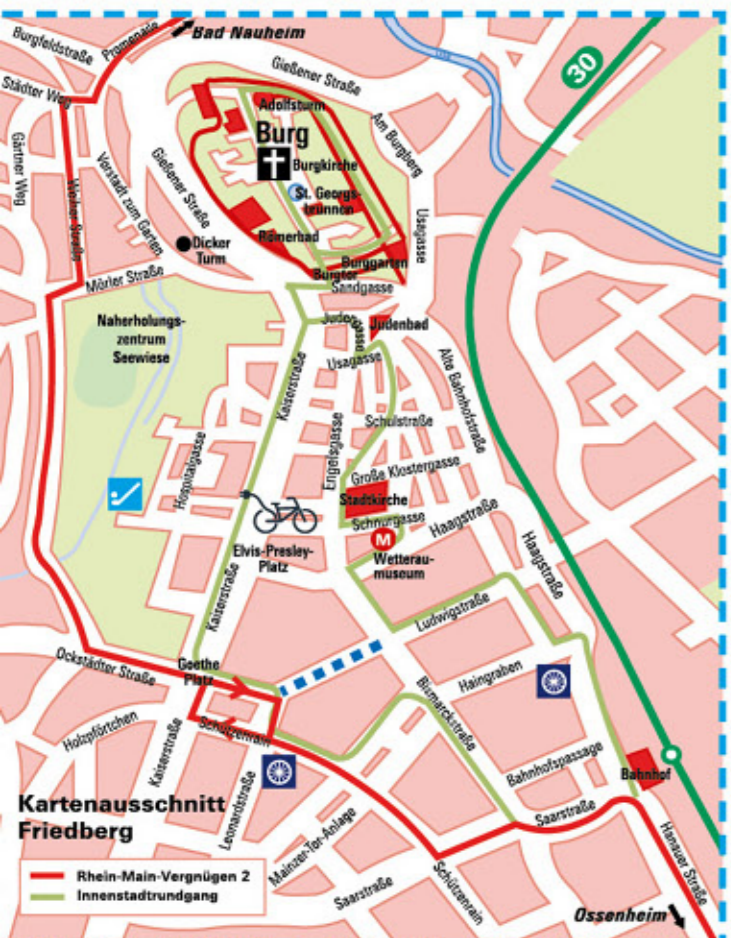 Bad Nauheim
Burgfeldstraße
Promenade
Städter Weg
Gießener Straße
30
Adolfsturm
Am Burgberg
Burg
Burgkirche
Gärtner Weg
Vorstadt zum Garten
Gießener Straße
St. Georgs-
brunnen
Usagasse
Weiher Straße
Dicker
Turm
Römerbad
Burggarten
Burgtor
Mörler Straße
Sandgasse
Naherholungs-
zentrum
Seewiese
Judengasse
Judenbad
Usagasse
Kaiserstraße
Alte Bahnhofstraße
Schulstraße
Engelsgasse
Hospitalgasse
Große Klostergasse
Stadtkirche
Schnurgasse
Haagstraße
M
Elvis-Presley-
Platz
Wetterau-
museum
Haagstraße
Kaiserstraße
Ludwigstraße
Ockstädter Straße
Goethe
Platz
Haingraben
Bismarckstraße
Holzpförtchen
Kaiserstraße
Schützenrain
Bahnhofspassage
Bahnhof
Leonardstraße
Kartenausschnitt
Friedberg
Mainzer-Tor-Anlage
Saarstraße
Hanauer Straße
Rhein-Main-Vergnügen 2
Innenstadtrundgang
Saarstraße
Schützenrain
Ossenheim